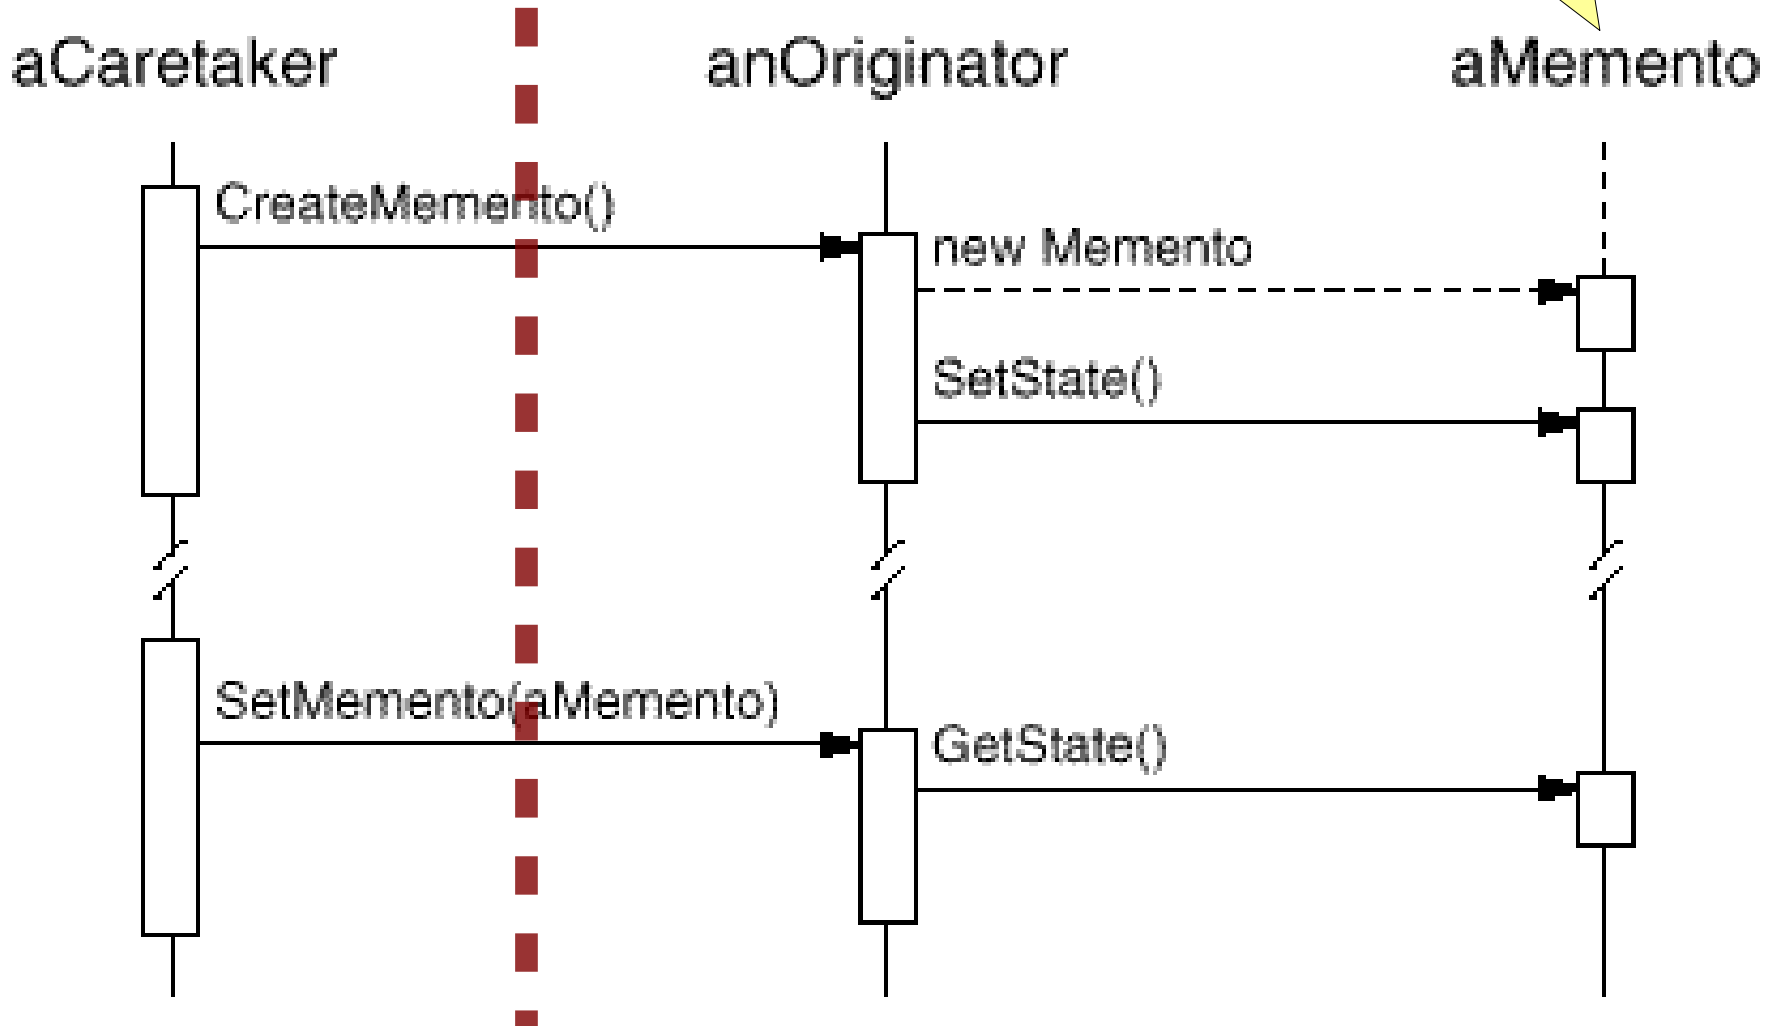 aCaretaker
anOriginator
aMemento
CreateMemento()
new Memento
SetState()
SetMemento(aMemento)
GetState()